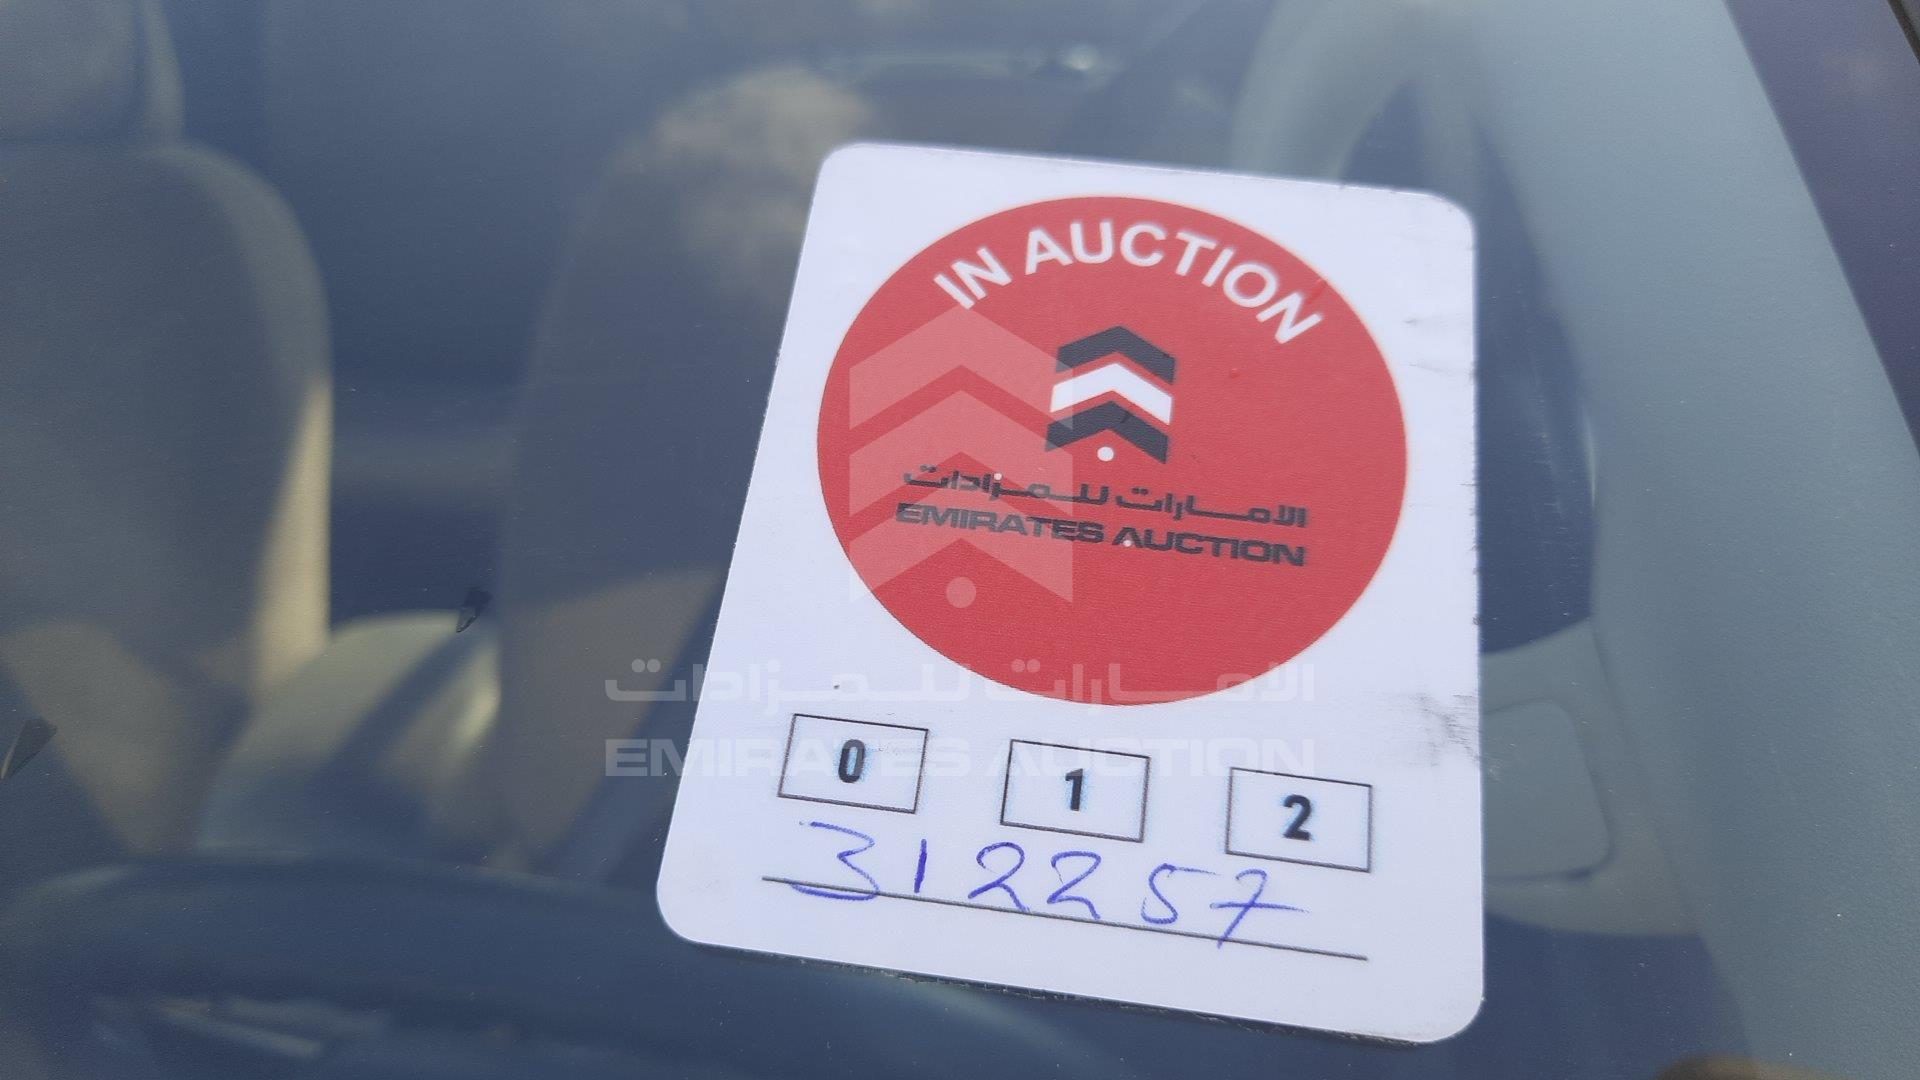 IN AUCTION
الامارات للمزادات
EMIRATES AUCTION
الامارات للمزادات
EMIRATES AUCTION
0 1 2
312257